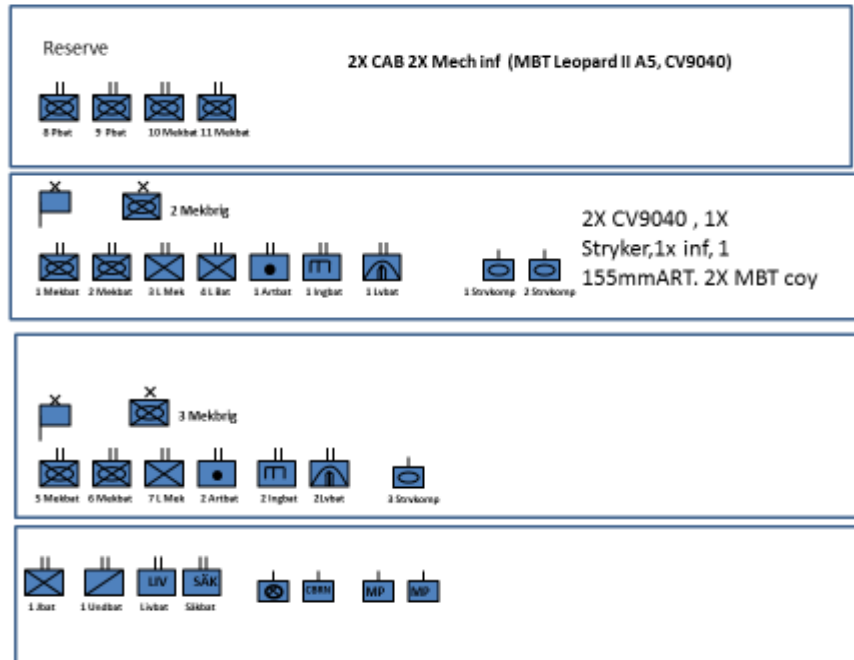 Reserve
2X CAB 2X Mech inf (MBT Leopard II A5, CV9040)
8 Pbat 9 Pbat 10 Mekbat 11 Mekbat
2 Mekbrig
2X CV9040 , 1X
Stryker,1x inf, 1
155mmART. 2X MBT coy
1 Mekbat 2 Mekbat 3 L Mek 4 L Bat 1 Artbat 1 Ingbat 1 Lvbat 1 Strvkomp 2 Strvkomp
3 Mekbrig
5 Mekbat 6 Mekbat 7 L Mek 2 Artbat 2 Ingbat 2Lvbat 3 Strvkomp
LIV SÄK CBRN MP MP
1 Jbat 1 Undbat Livbat Säkbat